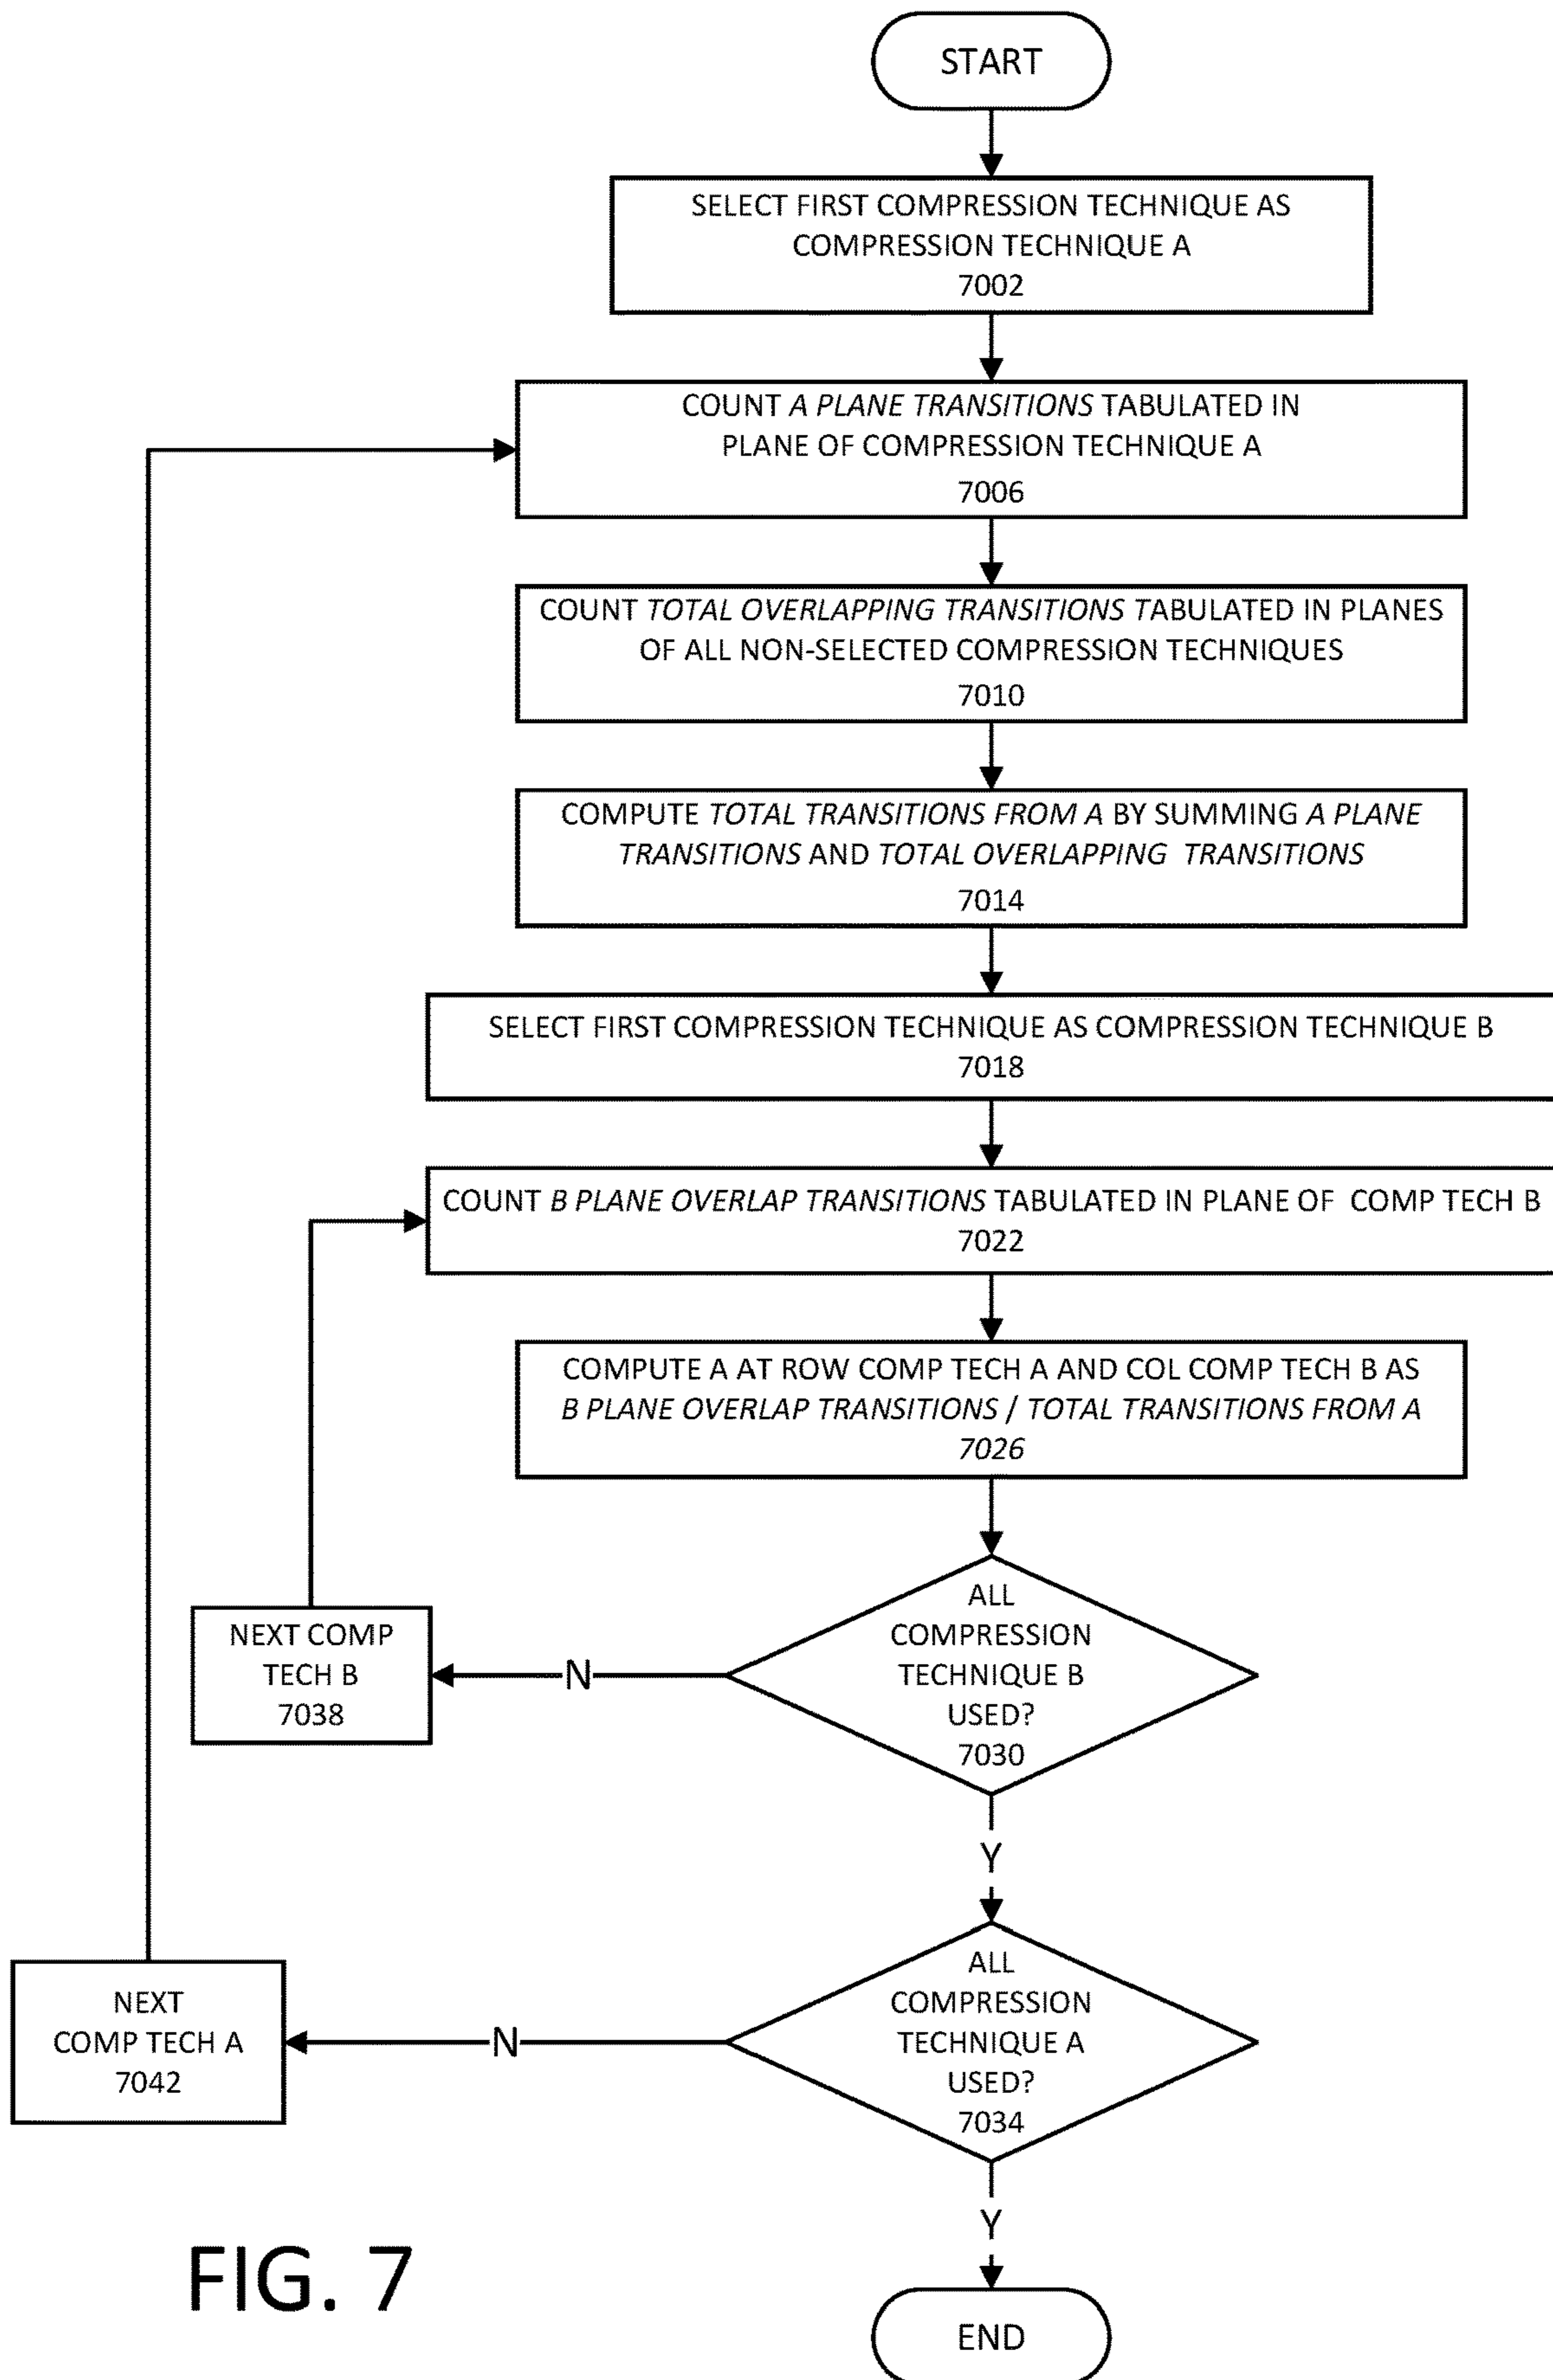 START
SELECT FIRST COMPRESSION TECHNIQUE AS
COMPRESSION TECHNIQUE A
7002
COUNT A PLANE TRANSITIONS TABULATED IN
PLANE OF COMPRESSION TECHNIQUE A
7006
COUNT TOTAL OVERLAPPING TRANSITIONS TABULATED IN PLANES
OF ALL NON-SELECTED COMPRESSION TECHNIQUES
7010
COMPUTE TOTAL TRANSITIONS FROM A BY SUMMING A PLANE
TRANSITIONS AND TOTAL OVERLAPPING TRANSITIONS
7014
SELECT FIRST COMPRESSION TECHNIQUE AS COMPRESSION TECHNIQUE B
7018
COUNT B PLANE OVERLAP TRANSITIONS TABULATED IN PLANE OF COMP TECH B
7022
COMPUTE A AT ROW COMP TECH A AND COL COMP TECH B AS
B PLANE OVERLAP TRANSITIONS / TOTAL TRANSITIONS FROM A
7026
ALL
COMPRESSION
TECHNIQUE B
USED?
7030
N
NEXT COMP
TECH B
7038
Y
ALL
COMPRESSION
TECHNIQUE A
USED?
7034
N
NEXT
COMP TECH A
7042
Y
END
FIG. 7